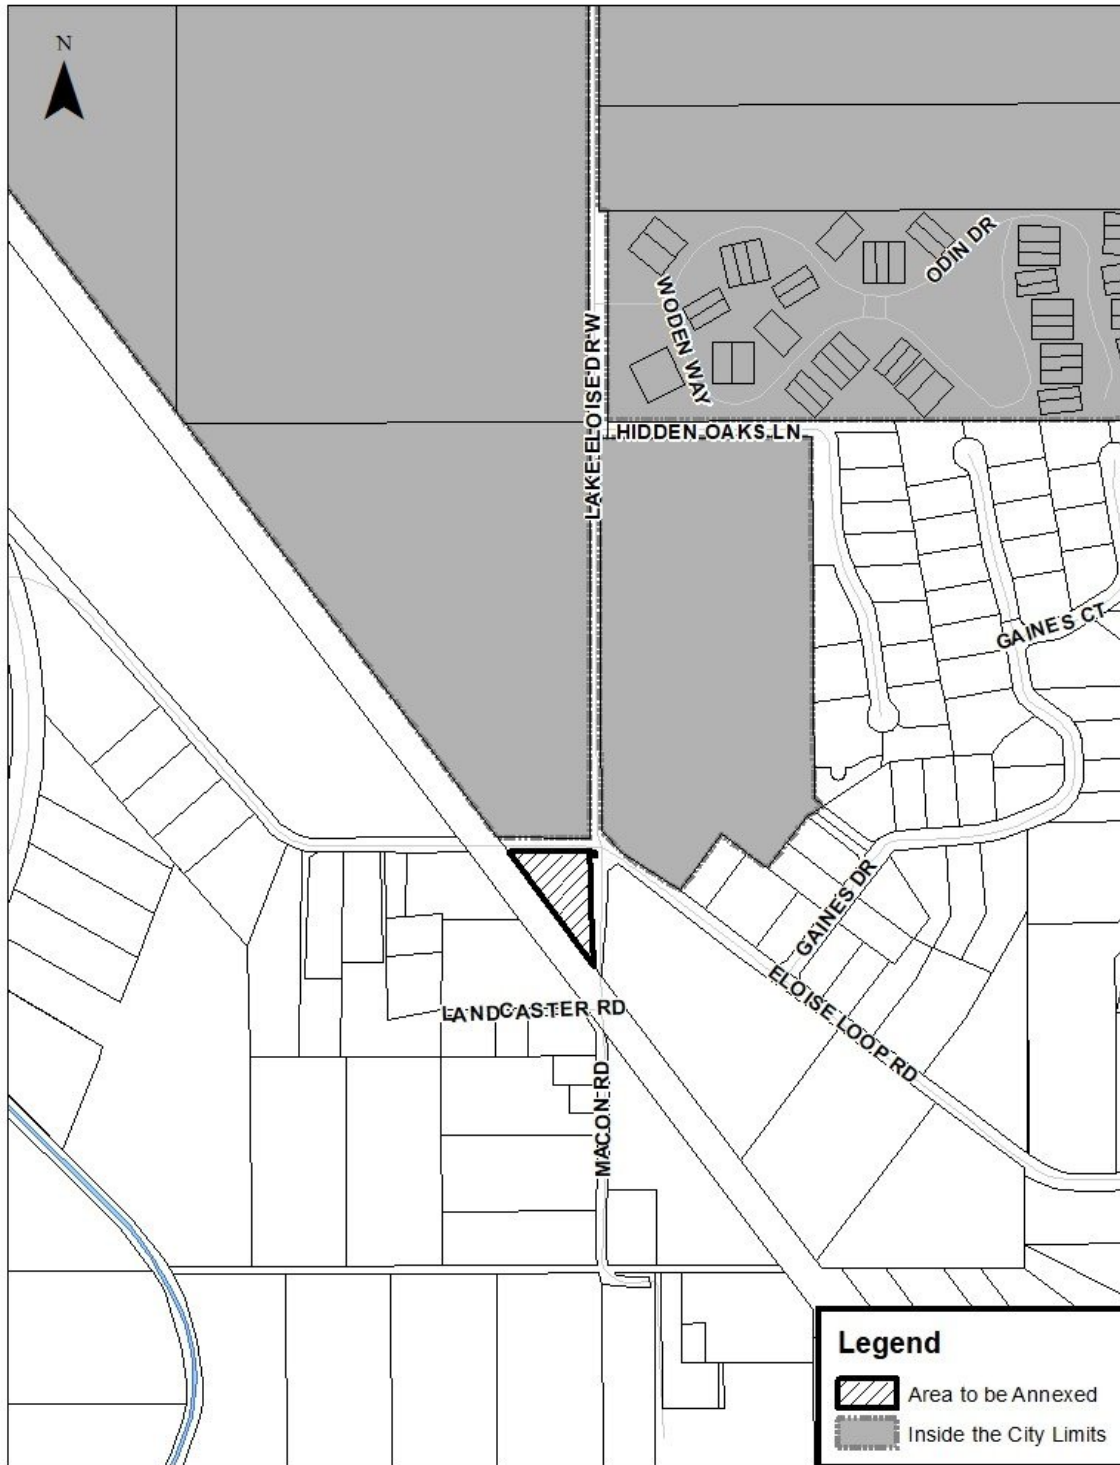 N
ODIN DR
WODEN WAY
LAKE ELOISE DR W
HIDDEN OAKS LN
GAINES CT
GAINES DR
ELOISE LOOP RD
LANDCASTER RD
MACON RD
Legend
Area to be Annexed
Inside the City Limits